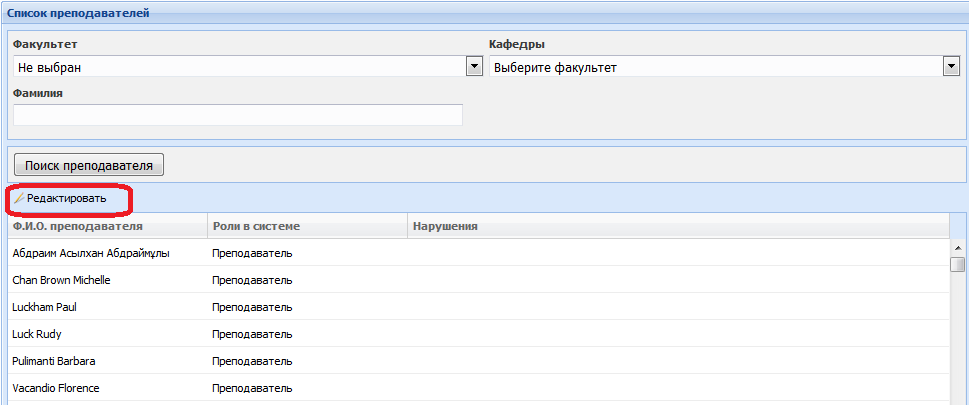 Список преподавателей
Факультет Кафедры
Не выбран Выберите факультет
Фамилия
Поиск преподавателя
Редактировать
Ф.И.О. преподавателя Роли в системе Нарушения
Абдраим Асылхан Абдраймұлы Преподаватель
Chan Brown Michelle Преподаватель
Luckham Paul Преподаватель
Luck Rudy Преподаватель
Pulimanti Barbara Преподаватель
Vacandio Florence Преподаватель